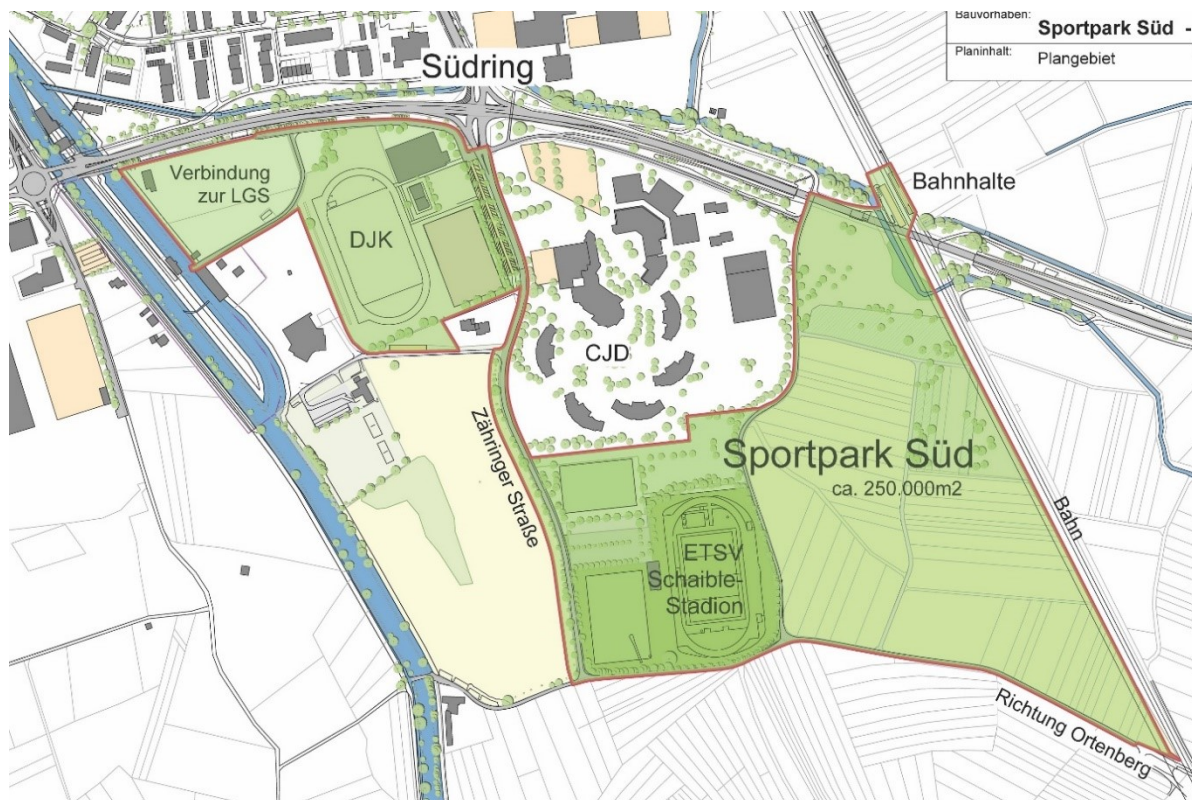 Bauvorhaben:
Sportpark Süd -
Planinhalt:
Plangebiet
Südring
Verbindung
zur LGS
Bahnhalte
DJK
CJD
Zähringer Straße
Sportpark Süd
ca. 250.000m2
Bahn
ETSV
Schaible-
Stadion
Richtung Ortenberg